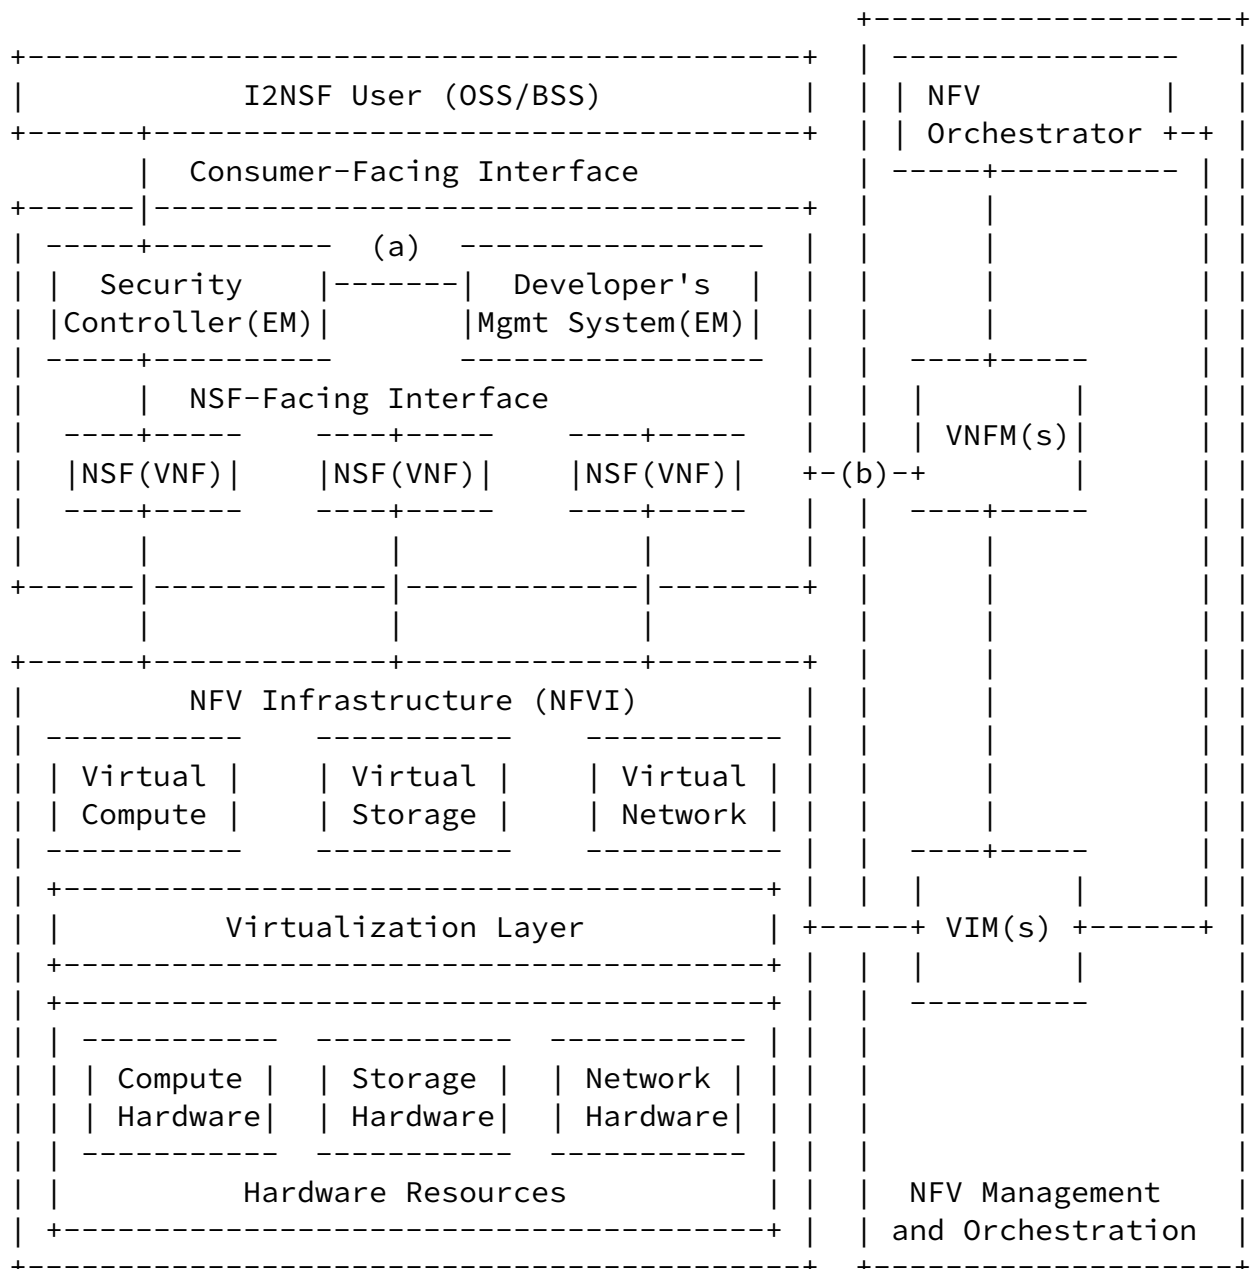 I2NSF User (OSS/BSS)
NFV
Orchestrator
Consumer-Facing Interface
(a)
Security
Controller(EM)
Developer's
Mgmt System(EM)
NSF-Facing Interface
NSF(VNF) NSF(VNF) NSF(VNF)
(b)
VNFM(s)
NFV Infrastructure (NFVI)
Virtual
Compute
Virtual
Storage
Virtual
Network
Virtualization Layer
VIM(s)
Compute
Hardware
Storage
Hardware
Network
Hardware
Hardware Resources
NFV Management
and Orchestration